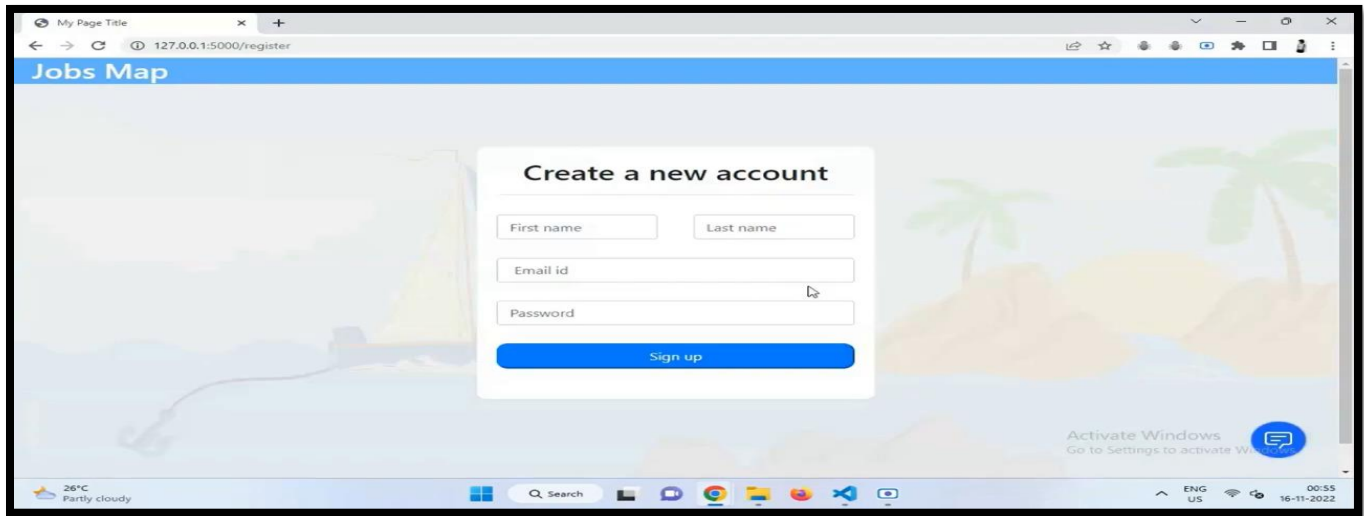 My Page Title
127.0.0.1:5000/register
Jobs Map
Create a new account
First name Last name
Email id
Password
Sign up
Activate Windows
Go to Settings to activate Windows.
26°C
Partly cloudy
Search
ENG
US
00:55
16-11-2022